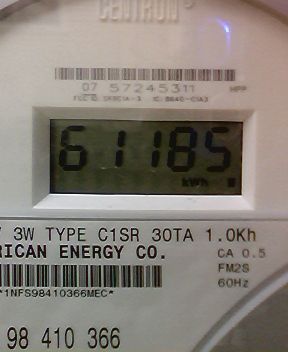 CENTRON
07 57245311 HPP
61185
kWh
3W TYPE C1SR 30TA 1.0Kh
RICAN ENERGY CO. CA 0.5
FM2S
*1NFS98410366MEC* 60Hz
98 410 366